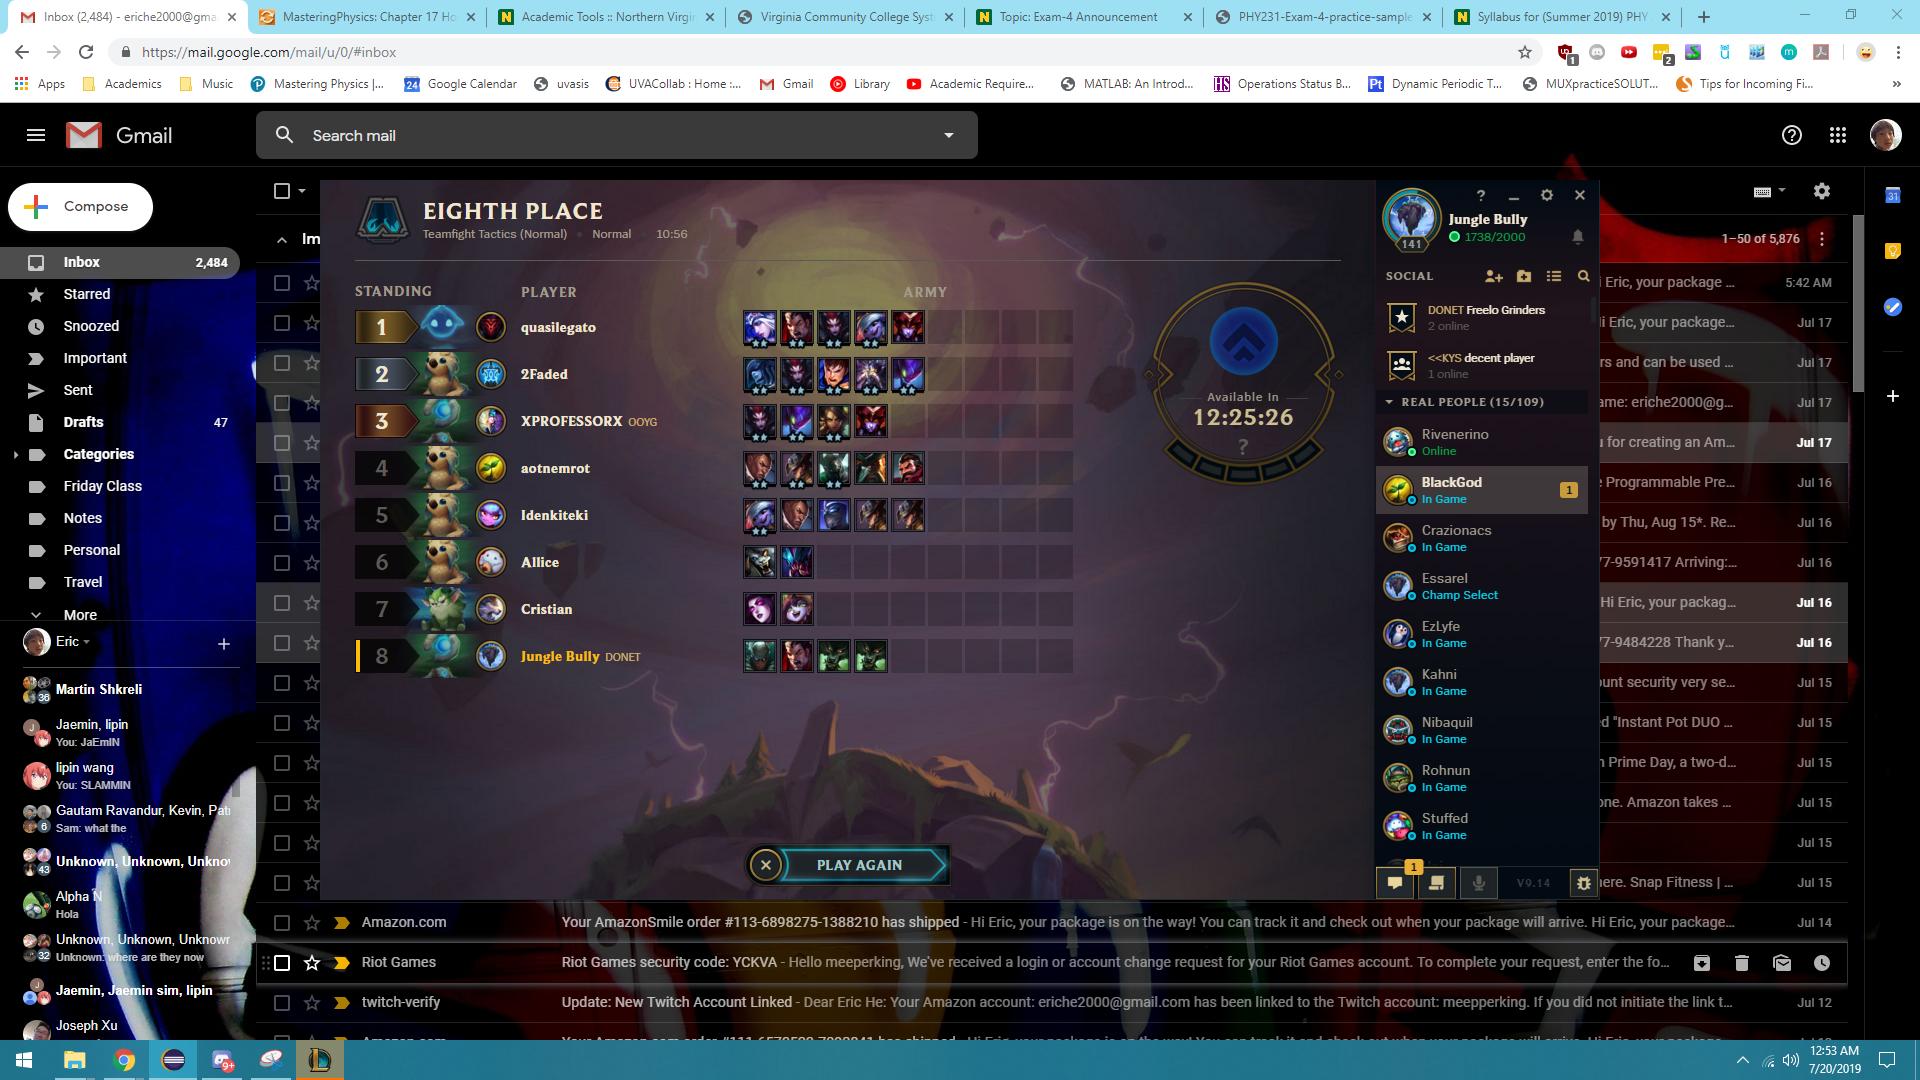 Inbox (2,484) - eriche2000@gma
MasteringPhysics: Chapter 17 Ho
Academic Tools :: Northern Virgi
Virginia Community College Syst
Topic: Exam-4 Announcement
PHY231-Exam-4-practice-sample
Syllabus for (Summer 2019) PHY
https://mail.google.com/mail/u/0/#inbox
1
2
Apps
Academics
Music
Mastering Physics |...
24 Google Calendar
uvasis
UVACollab : Home :...
Gmail
Library
Academic Require...
MATLAB: An Introd...
HS Operations Status B...
Pt Dynamic Periodic T...
MUXpracticeSOLUT...
Tips for Incoming Fi...
»
Gmail
Search mail
Compose
Im
1–50 of 5,876
31
Inbox 2,484
Starred
Snoozed
Important
Sent
Drafts 47
Categories
Friday Class
Notes
Personal
Travel
More
Eric
Martin Shkreli
36
Jaemin, lipin
You: JaEmIN
lipin wang
You: SLAMMIN
Gautam Ravandur, Kevin, Pat
Sam: what the
6
Unknown, Unknown, Unkno
43
Alpha N
Hola
Unknown, Unknown, Unknown
Unknown: where are they now
32
Jaemin, Jaemin sim, lipin
Joseph Xu
EIGHTH PLACE
Teamfight Tactics (Normal) • Normal • 10:56
STANDING PLAYER ARMY
1 quasilegato
2 2Faded
3 XPROFESSORX OOYG
4 aotnemrot
5 Idenkiteki
6 Allice
7 Cristian
8 Jungle Bully DONET
Available In
12:25:26
?
PLAY AGAIN
?
Jungle Bully
1738/2000
141
SOCIAL
DONET Freelo Grinders
2 online
<<KYS decent player
1 online
REAL PEOPLE (15/109)
Rivenerino
Online
BlackGod
In Game
1
Crazionacs
In Game
Essarel
Champ Select
EzLyfe
In Game
Kahni
In Game
Nibaquil
In Game
Rohnun
In Game
Stuffed
In Game
1
V9.14
i Eric, your package ... 5:42 AM
li Eric, your package... Jul 17
rs and can be used ... Jul 17
ame: eriche2000@g... Jul 17
u for creating an Am... Jul 17
e Programmable Pre... Jul 16
by Thu, Aug 15*. Re... Jul 16
77-9591417 Arriving:... Jul 16
Hi Eric, your packag... Jul 16
77-9484228 Thank y... Jul 16
unt security very se... Jul 15
d "Instant Pot DUO ... Jul 15
n Prime Day, a two-d... Jul 15
one. Amazon takes ... Jul 15
Jul 15
here. Snap Fitness | ... Jul 15
Amazon.com Your AmazonSmile order #113-6898275-1388210 has shipped - Hi Eric, your package is on the way! You can track it and check out when your package will arrive. Hi Eric, your package... Jul 14
Riot Games Riot Games security code: YCKVA - Hello meeperking, We've received a login or account change request for your Riot Games account. To complete your request, enter the fo...
twitch-verify Update: New Twitch Account Linked - Dear Eric He: Your Amazon account: eriche2000@gmail.com has been linked to the Twitch account: meepperking. If you did not initiate the link t... Jul 12
9+
12:53 AM
7/20/2019